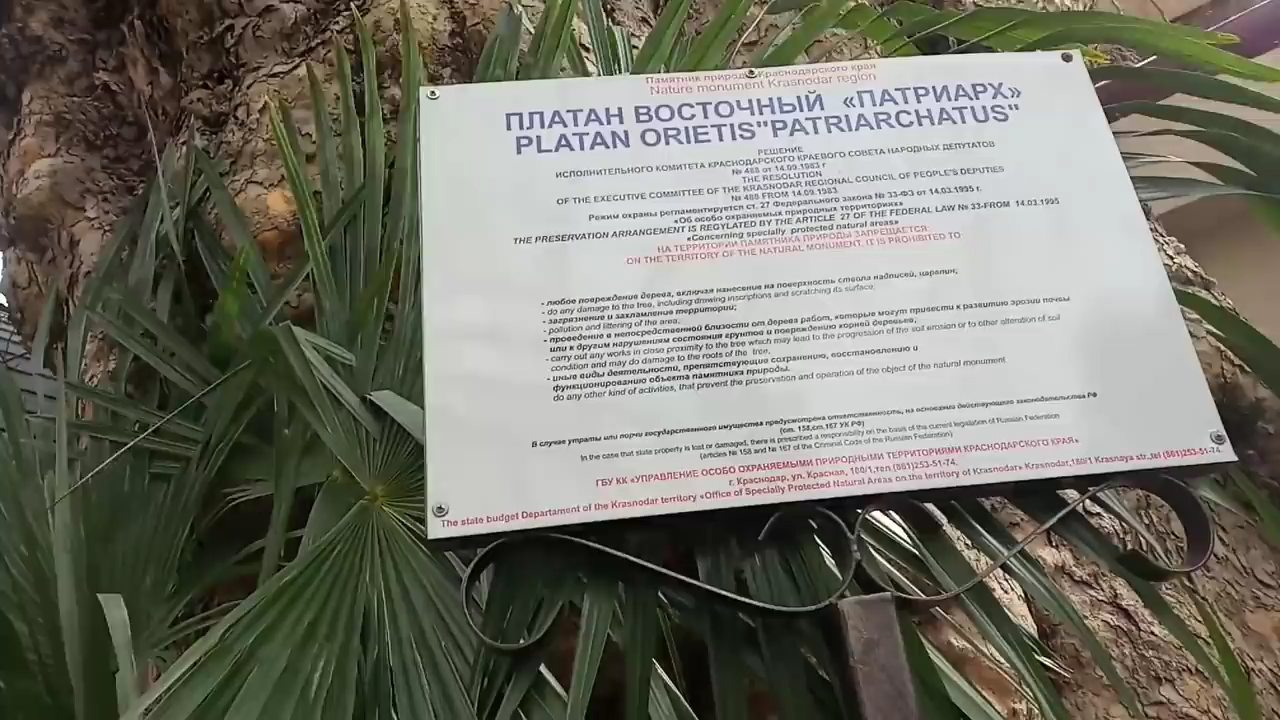 Памятник природы Краснодарского края
Nature monument Krasnodar region
ПЛАТАН ВОСТОЧНЫЙ «ПАТРИАРХ»
PLATAN ORIETIS"PATRIARCHATUS"
РЕШЕНИЕ
ИСПОЛНИТЕЛЬНОГО КОМИТЕТА КРАСНОДАРСКОГО КРАЕВОГО СОВЕТА НАРОДНЫХ ДЕПУТАТОВ
№ 488 от 14.09.1983 г
THE RESOLUTION
OF THE EXECUTIVE COMMITTEE OF THE KRASNODAR REGIONAL COUNCIL OF PEOPLE'S DEPUTIES
№ 488 FROM 14.09.1983
Режим охраны регламентируется ст. 27 Федерального закона № 33-ФЗ от 14.03.1995 г.
«Об особо охраняемых природных территориях»
THE PRESERVATION ARRANGEMENT IS REGYLATED BY THE ARTICLE 27 OF THE FEDERAL LAW № 33-FROM 14.03.1995
«Concerning specially protected natural areas»
НА ТЕРРИТОРИИ ПАМЯТНИКА ПРИРОДЫ ЗАПРЕЩАЕТСЯ:
ON THE TERRITORY OF THE NATURAL MONUMENT, IT IS PROHIBITED TO
- любое повреждение дерева, включая нанесение на поверхность ствола надписей, царапин;
- do any damage to the tree, including drawing inscriptions and scratching its surface;
- загрязнение и захламление территории;
- pollution and littering of the area;
- проведение в непосредственной близости от дерева работ, которые могут привести к развитию эрозии почвы
или к другим нарушениям состояния грунтов и повреждению корней деревьев;
- carry out any works in close proximity to the tree which may lead to the progression of the soil erosion or to other alteration of soil
condition and may do damage to the roots of the tree,
- иные виды деятельности, препятствующие сохранению, восстановлению и
функционированию объекта памятника природы.
do any other kind of activities, that prevent the preservation and operation of the object of the natural monument.
В случае утраты или порчи государственного имущества предусмотрена ответственность, на основании действующего законодательства РФ
(ст. 158,ст.167 УК РФ)
In the case that state property is lost or damaged, there is prescribed a responsibility on the basis of the current legislation of Russian Federation
(articles № 158 and № 167 of the Criminal Code of the Russian Federation)
ГБУ КК «УПРАВЛЕНИЕ ОСОБО ОХРАНЯЕМЫМИ ПРИРОДНЫМИ ТЕРРИТОРИЯМИ КРАСНОДАРСКОГО КРАЯ»
г. Краснодар, ул. Красная, 180/1,тел.(861)253-51-74.
The state budget Departament of the Krasnodar territory «Office of Specially Protected Natural Areas on the territory of Krasnodar» Krasnodar,180/1 Krasnaya str.,tel (861)253-51-74.